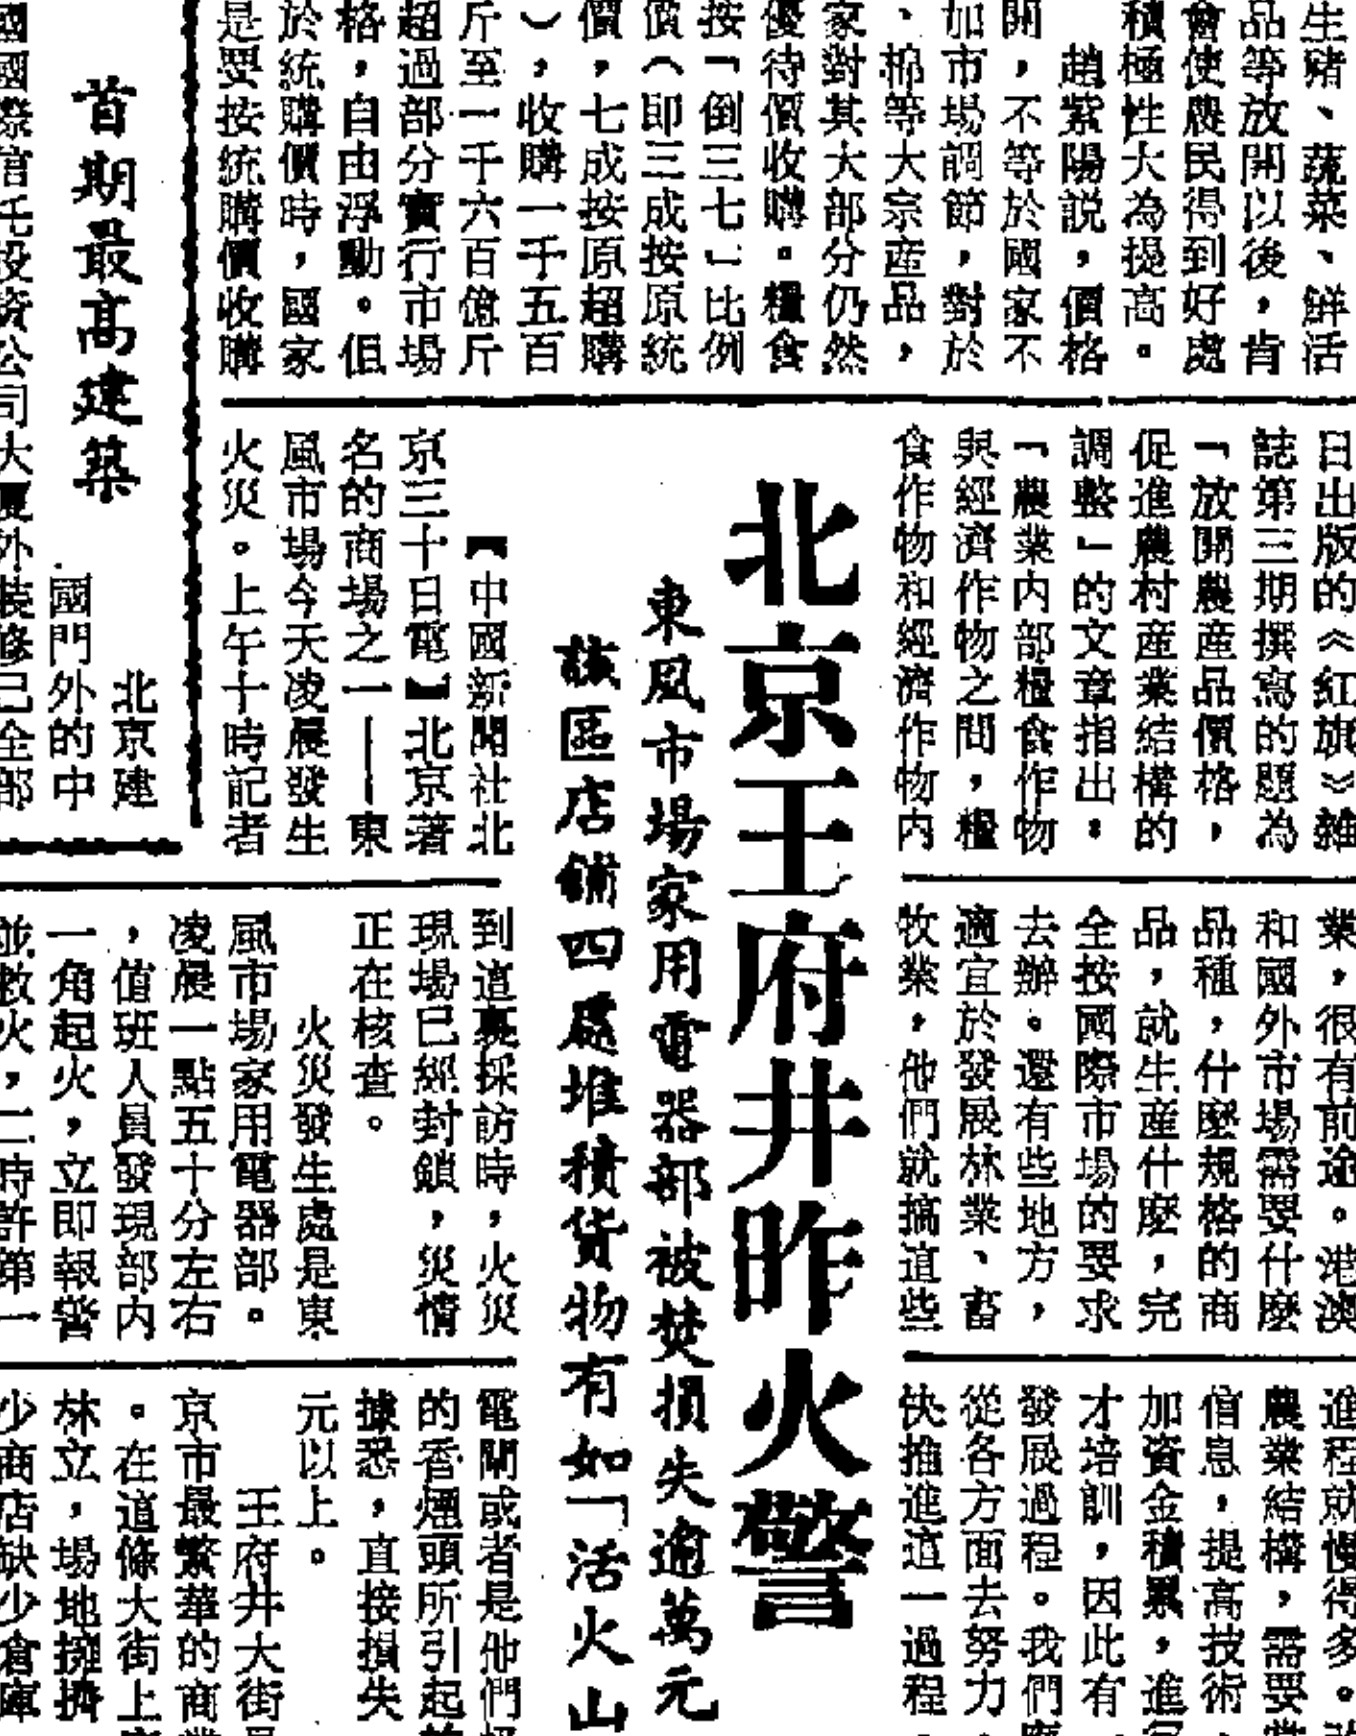 生豬、蔬菜、鮮活
品等放開以後,肯
會使農民得到好處
積極性大為提高。
趙紫陽説,價格
開,不等於國家不
加市場調節,對於
、棉等大宗産品,
家對其大部分仍然
優待價收購。糧食
按「倒三七」比例
價(即三成按原統
價,七成按原超購
),收購一千五百
斤至一千六百億斤
超過部分實行市場
格,自由浮動。但
於統購價時,國家
是要按統購價收購
日出版的《紅旗》雜
誌第三期撰寫的題為
「放開農産品價格,
促進農村産業結構的
調整」的文章指出:
「農業内部糧食作物
與經濟作物之間,糧
食作物和經濟作物内
業,很有前途。港澳
和國外市場需要什麼
品種,什麼規格的商
品,就生産什麼,完
全按國際市場的要求
去辦。還有些地方,
適宜於發展林業、畜
牧業,他們就搞這些
進程就慢得多。
農業結構,需要
信息,提高技術,
加資金積累,進
才培訓,因此有
發展過程。我們
從各方面去努力,
快推進這一過程
北京王府井昨火警
東風市場家用電器部被焚損失逾萬元
該區店鋪四處堆積貨物有如「活火山
【中國新聞社北
京三十日電】北京著
名的商場之一——東
風市場今天凌晨發生
火災。上午十時記者
到這裏採訪時,火災
現場已經封鎖,災情
正在核查。
火災發生處是東
風市場家用電器部。
凌晨一點五十分左右
,值班人員發現部内
一角起火,立即報警
並救火,二時許第一
電閘或者是他們
的香煙頭所引起
據悉,直接損失
元以上。
王府井大街
京市最繁華的商
。在這條大街上
林立,場地擁擠
少商店缺少倉庫
首期最高建築
北京建
國門外的中
國國際信托投資公司大廈外裝修已全部